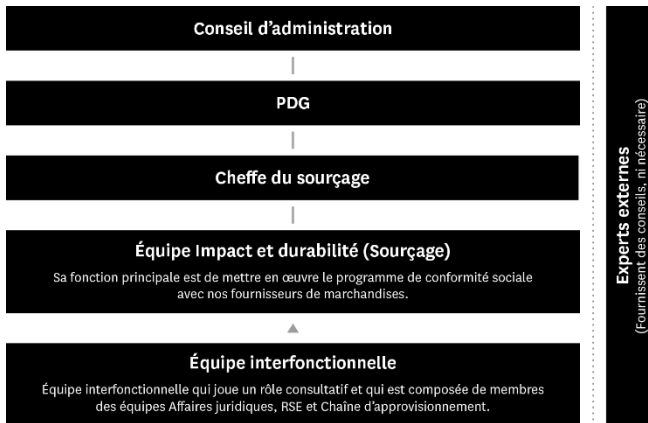 Conseil d'administration
PDG
Cheffe du sourçage
Équipe Impact et durabilité (Sourçage)
Sa fonction principale est de mettre en œuvre le programme de conformité sociale
avec nos fournisseurs de marchandises.
Équipe interfonctionnelle
Équipe interfonctionnelle qui joue un rôle consultatif et qui est composée de membres
des équipes Affaires juridiques, RSE et Chaîne d'approvisionnement.
Experts externes
(Fournissent des conseils, ni nécessaire)